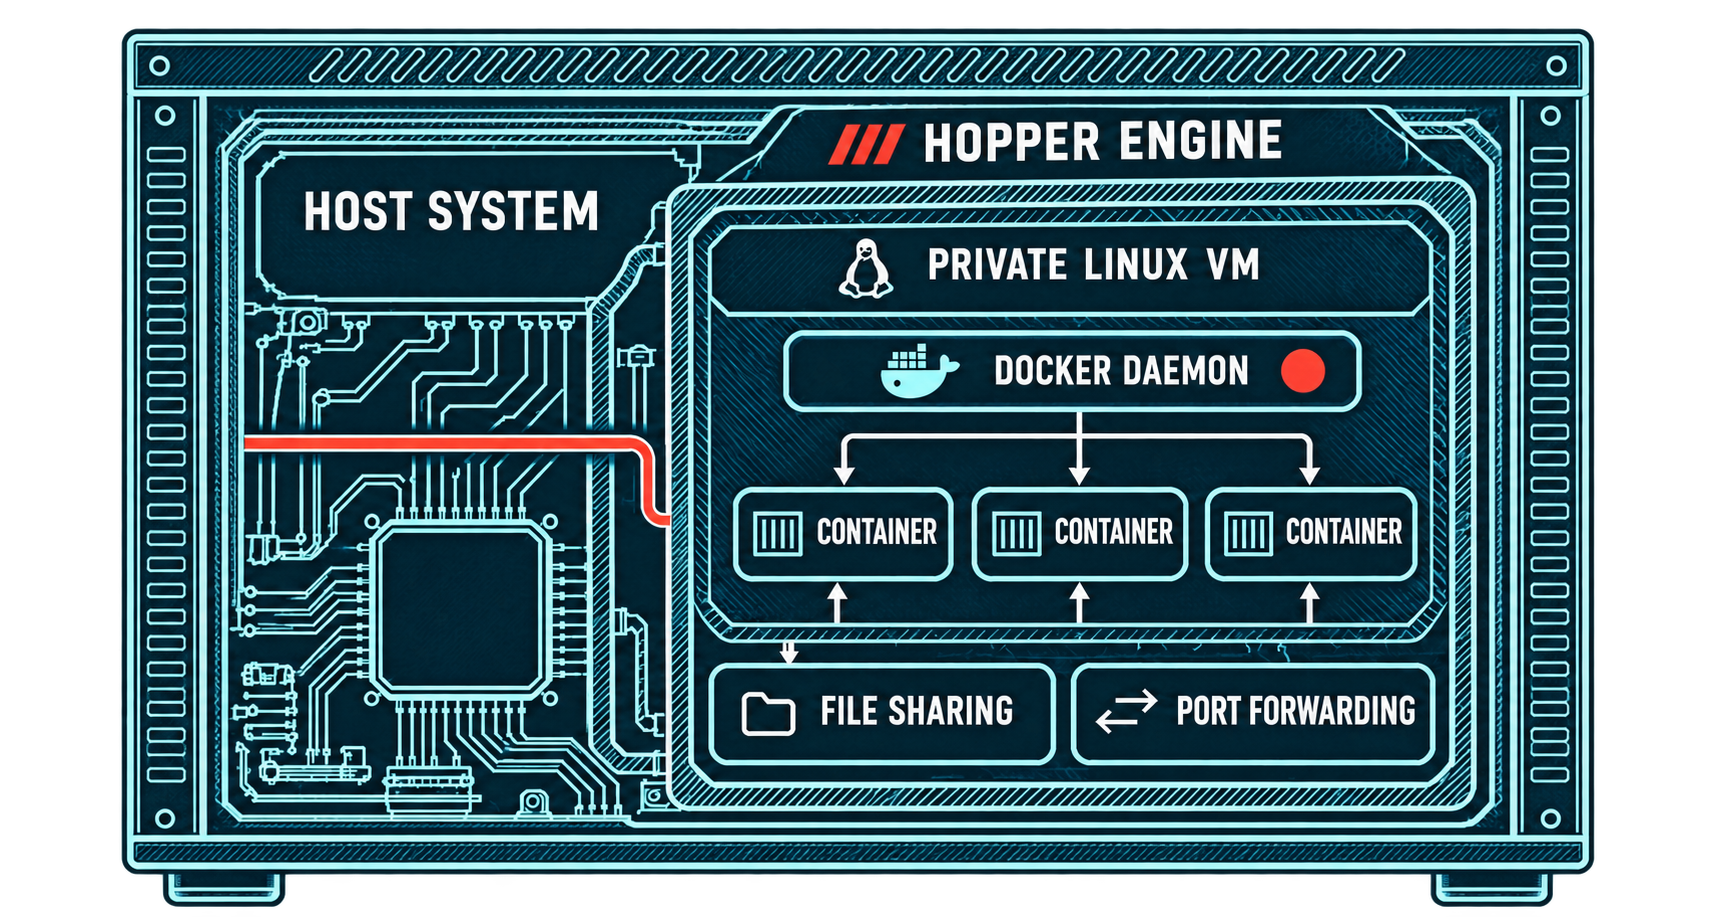 HOPPER ENGINE
HOST SYSTEM
PRIVATE LINUX VM
DOCKER DAEMON
CONTAINER
CONTAINER
CONTAINER
FILE SHARING
PORT FORWARDING